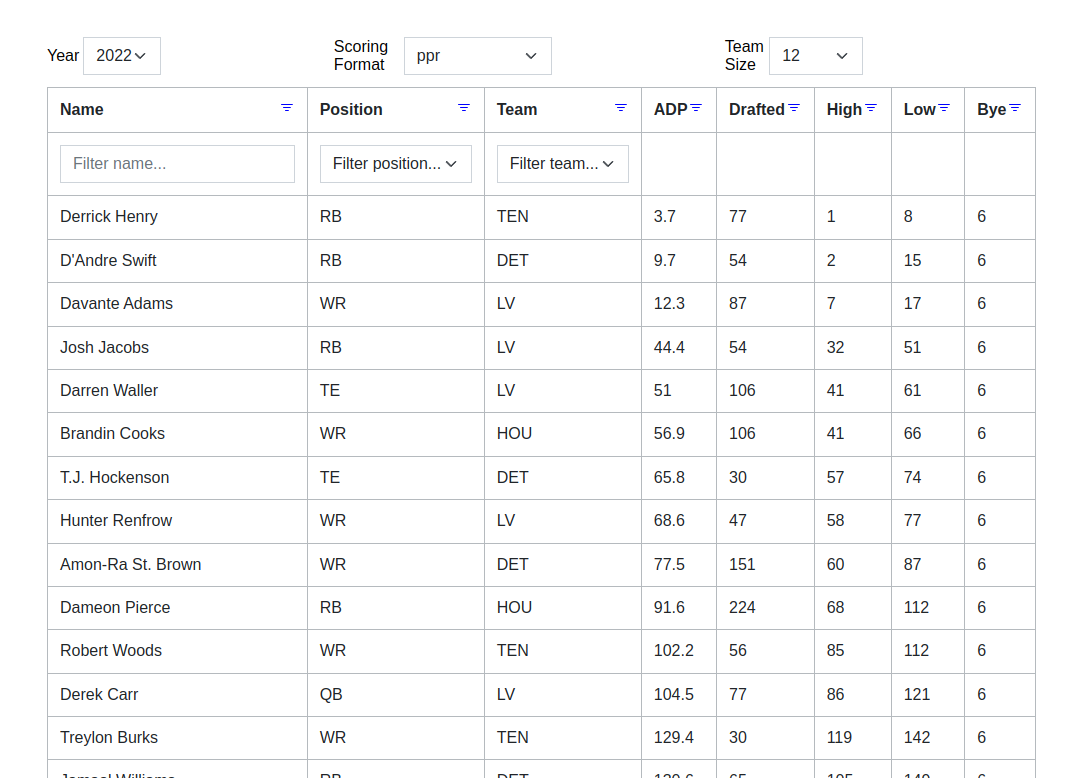 Year 2022 Scoring Format ppr Team Size 12
Name Position Team ADP Drafted High Low Bye
Filter name... Filter position... Filter team...
Derrick Henry RB TEN 3.7 77 1 8 6
D'Andre Swift RB DET 9.7 54 2 15 6
Davante Adams WR LV 12.3 87 7 17 6
Josh Jacobs RB LV 44.4 54 32 51 6
Darren Waller TE LV 51 106 41 61 6
Brandin Cooks WR HOU 56.9 106 41 66 6
T.J. Hockenson TE DET 65.8 30 57 74 6
Hunter Renfrow WR LV 68.6 47 58 77 6
Amon-Ra St. Brown WR DET 77.5 151 60 87 6
Dameon Pierce RB HOU 91.6 224 68 112 6
Robert Woods WR TEN 102.2 56 85 112 6
Derek Carr QB LV 104.5 77 86 121 6
Treylon Burks WR TEN 129.4 30 119 142 6